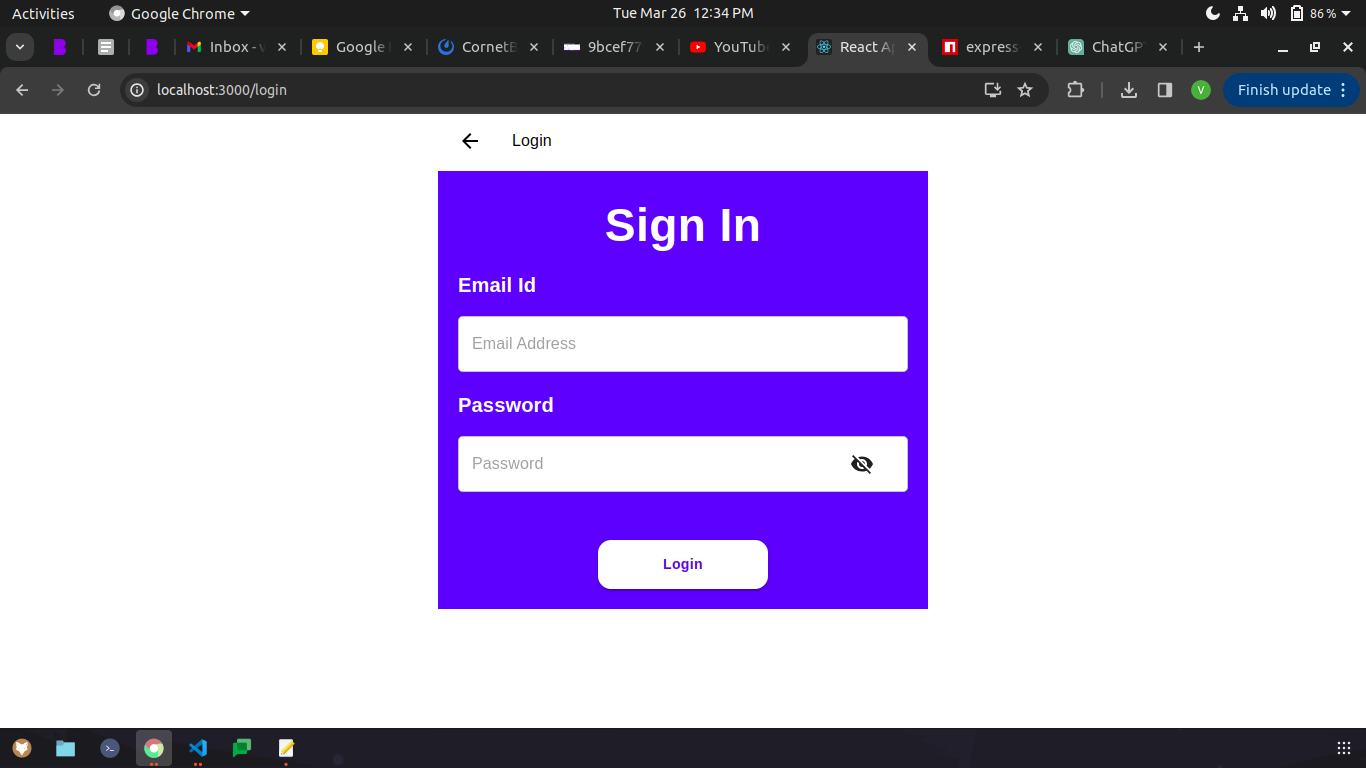 Activities Google Chrome Tue Mar 26 12:34 PM 86 %
Inbox - Google CornetB 9bcef77 YouTube React Ap express ChatGP
localhost:3000/login V Finish update
Login
Sign In
Email Id
Email Address
Password
Password
Login